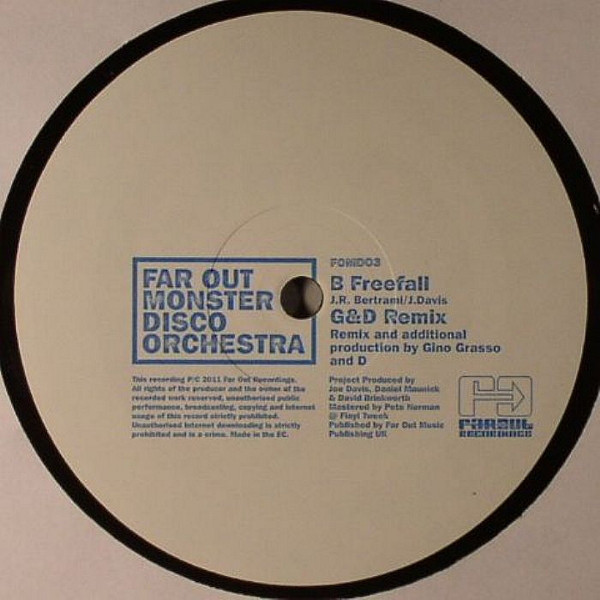 FAR OUT
MONSTER
DISCO
ORCHESTRA
This recording P/C 2011 Far Out Recordings.
All rights of the producer and the owner of the
recorded work reserved, unauthorised public
performance, broadcasting, copying and internet
usage of this record strictly prohibited.
Unauthorised Internet downloading is strictly
prohibited and is a crime. Made in the EC.
FOMD03
B Freefall
J.R. Bertrami/J.Davis
G&D Remix
Remix and additional
production by Gino Grasso
and D
Project Produced by
Joe Davis, Daniel Maunick
& David Brinkworth
Mastered by Pete Norman
@ Finyl Tweek
Published by Far Out Music
Publishing UK
FAROUT
RECORDINGS